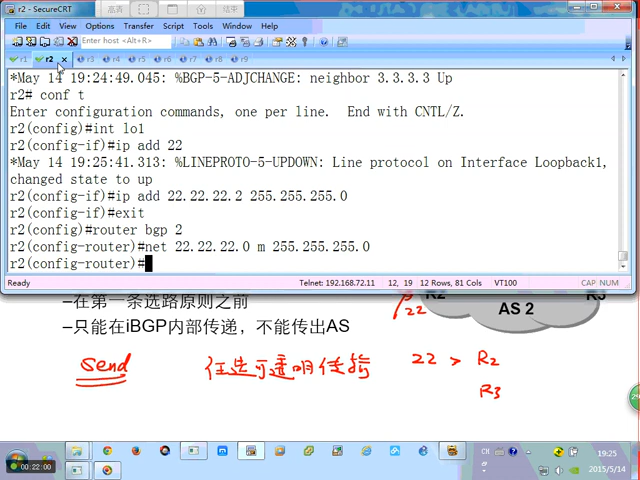 r2 - SecureCRT
File Edit View Options Transfer Script Tools Window Help
Enter host <Alt+R>
r1 r2 × r3 r4 r5 r6 r7 r8 r9
*May 14 19:24:49.045: %BGP-5-ADJCHANGE: neighbor 3.3.3.3 Up
r2# conf t
Enter configuration commands, one per line. End with CNTL/Z.
r2(config)#int lo1
r2(config-if)#ip add 22
*May 14 19:25:41.313: %LINEPROTO-5-UPDOWN: Line protocol on Interface Loopback1,
changed state to up
r2(config-if)#ip add 22.22.22.2 255.255.255.0
r2(config-if)#exit
r2(config)#router bgp 2
r2(config-router)#net 22.22.22.0 m 255.255.255.0
r2(config-router)#
Ready Telnet: 192.168.72.11 12, 19 12 Rows, 81 Cols VT100 CAP NUM
–在第一条选路原则之前
R2 R3
22
AS 2
–只能在iBGP内部传递，不能传出AS
send 任选可透明传输 22 > R2
R3
CN
19:25
00:22:00
2015/5/14